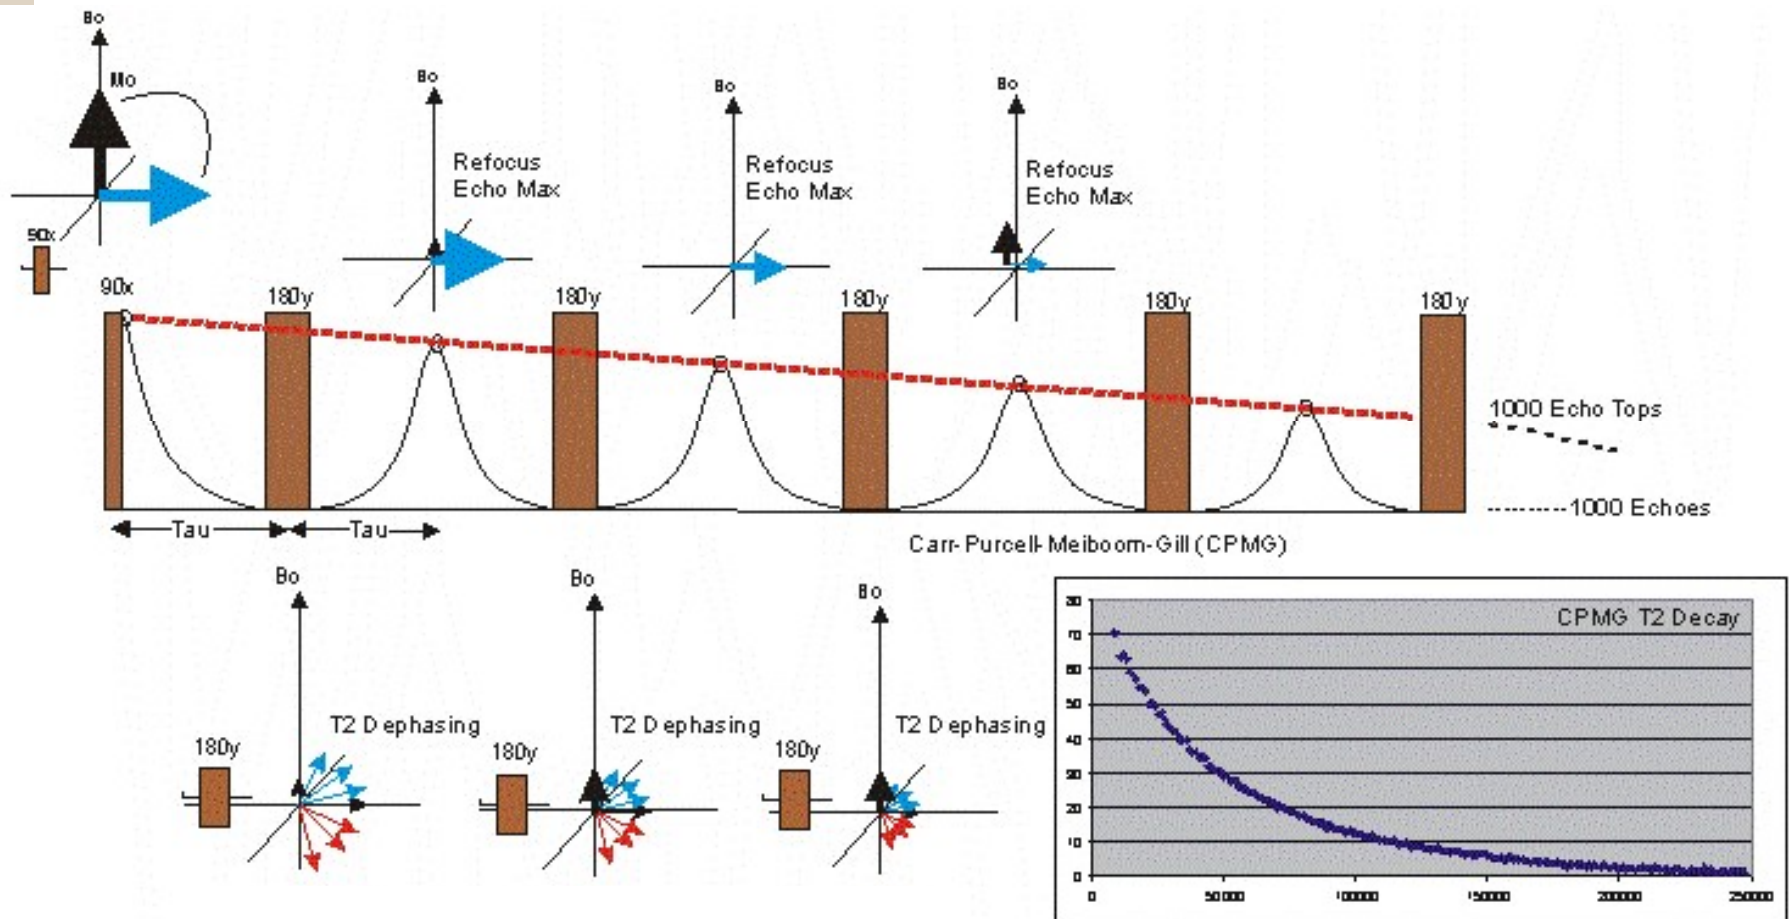 Bo
Mo
90x
Bo
Refocus
Echo Max
Bo
Refocus
Echo Max
Bo
Refocus
Echo Max
90x
180y
180y
180y
180y
180y
1000 Echo Tops
1000 Echoes
Tau
Tau
Carr-Purcell-Meiboom-Gill (CPMG)
Bo
T2 Dephasing
180y
Bo
T2 Dephasing
180y
Bo
T2 Dephasing
180y
CPMG T2 Decay
80
70
60
50
40
30
20
10
0
0
50000
100000
150000
200000
250000